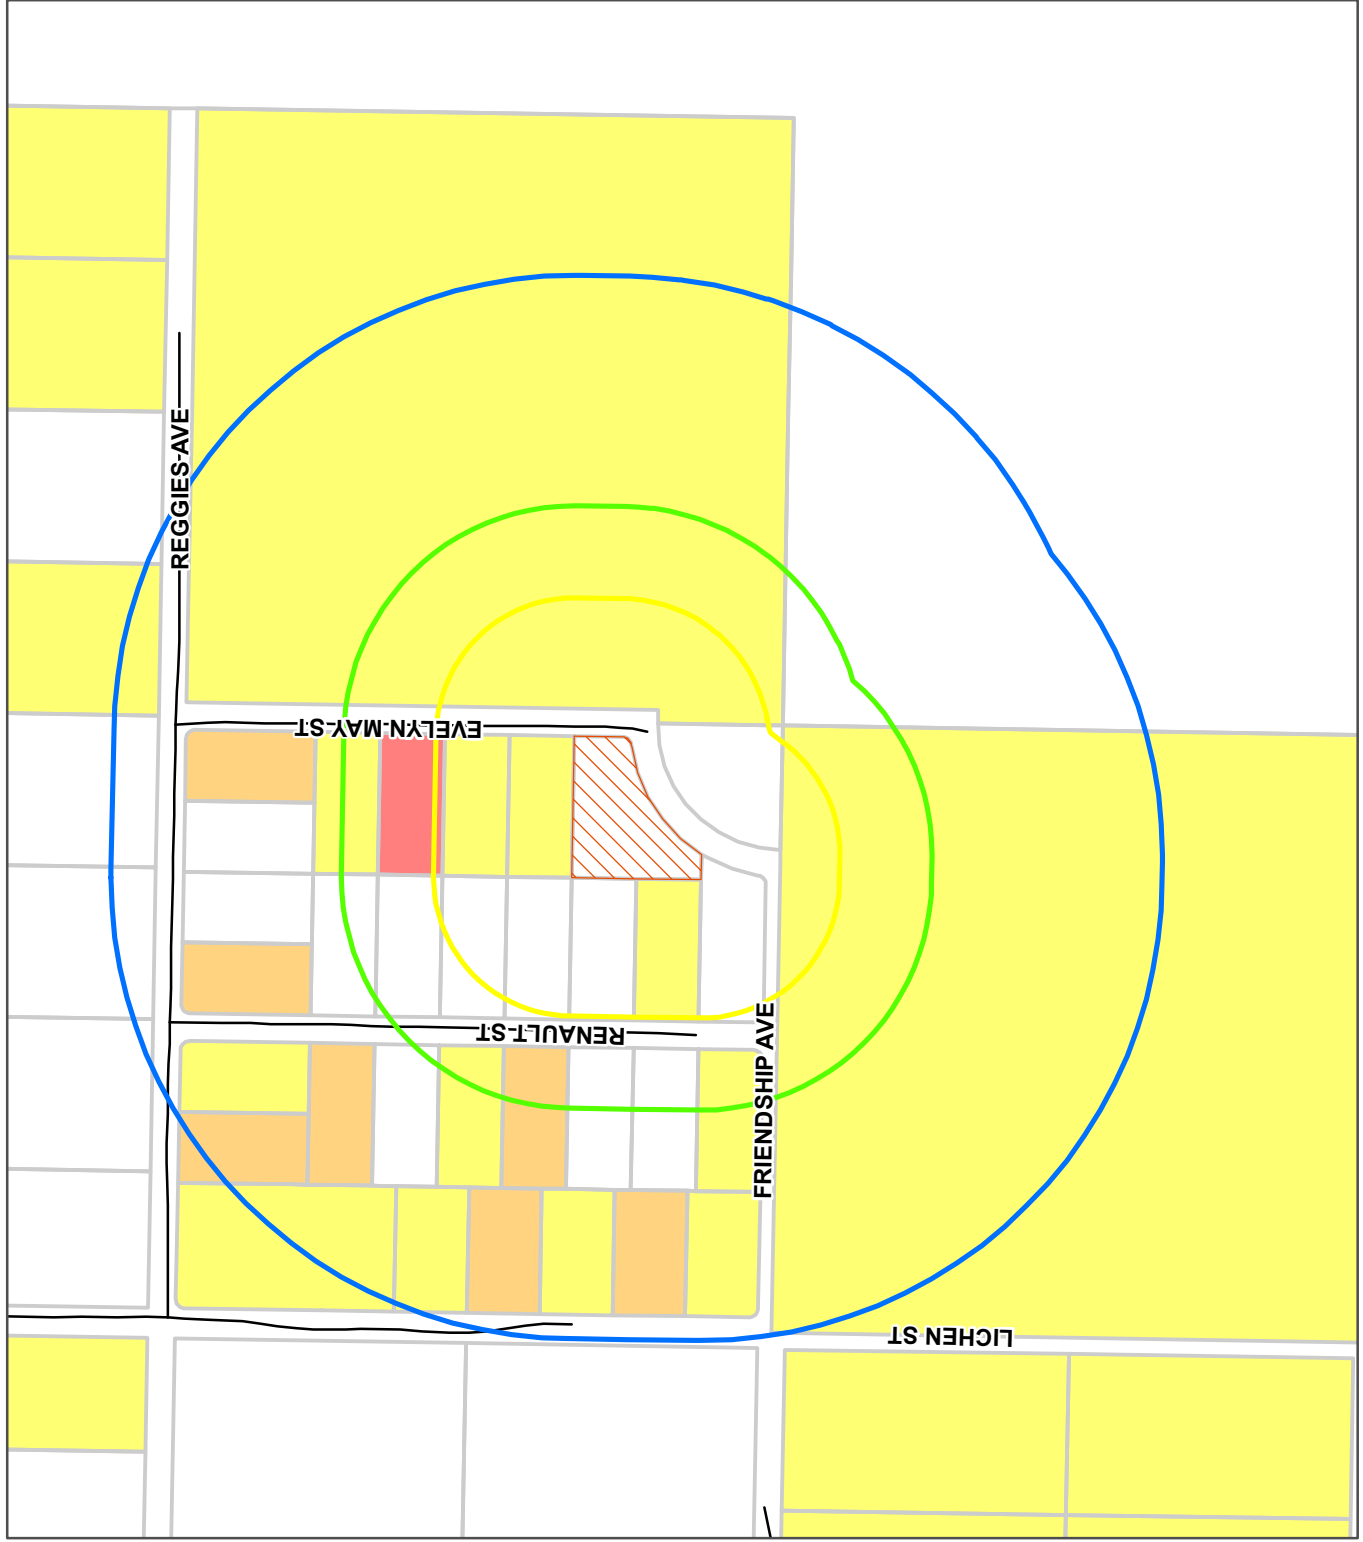 REGGIES AVE
EVELYN MAY ST
RENAULT ST
FRIENDSHIP AVE
LICHEN ST